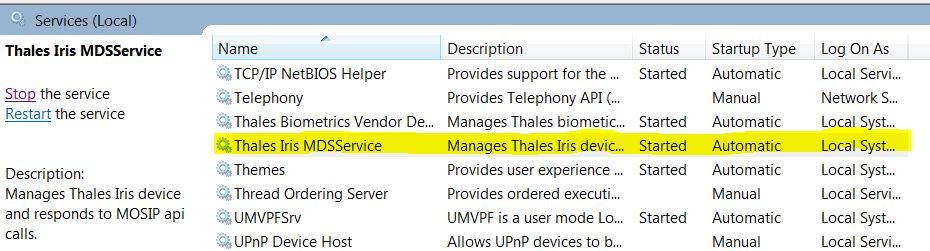 Services (Local)
Thales Iris MDSService
Stop the service
Restart the service
Description:
Manages Thales Iris device
and responds to MOSIP api
calls.
Name Description Status Startup Type Log On As
TCP/IP NetBIOS Helper Provides support for the ... Started Automatic Local Servi...
Telephony Provides Telephony API (... Manual Network S...
Thales Biometrics Vendor De... Manages Thales biometic... Started Automatic Local Syst...
Thales Iris MDSService Manages Thales Iris devic... Started Automatic Local Syst...
Themes Provides user experience ... Started Automatic Local Syst...
Thread Ordering Server Provides ordered executi... Manual Local Servi...
UMVPFSrv UMVPF is a user mode Lo... Started Automatic Local Syst...
UPnP Device Host Allows UPnP devices to b... Manual Local Servi...